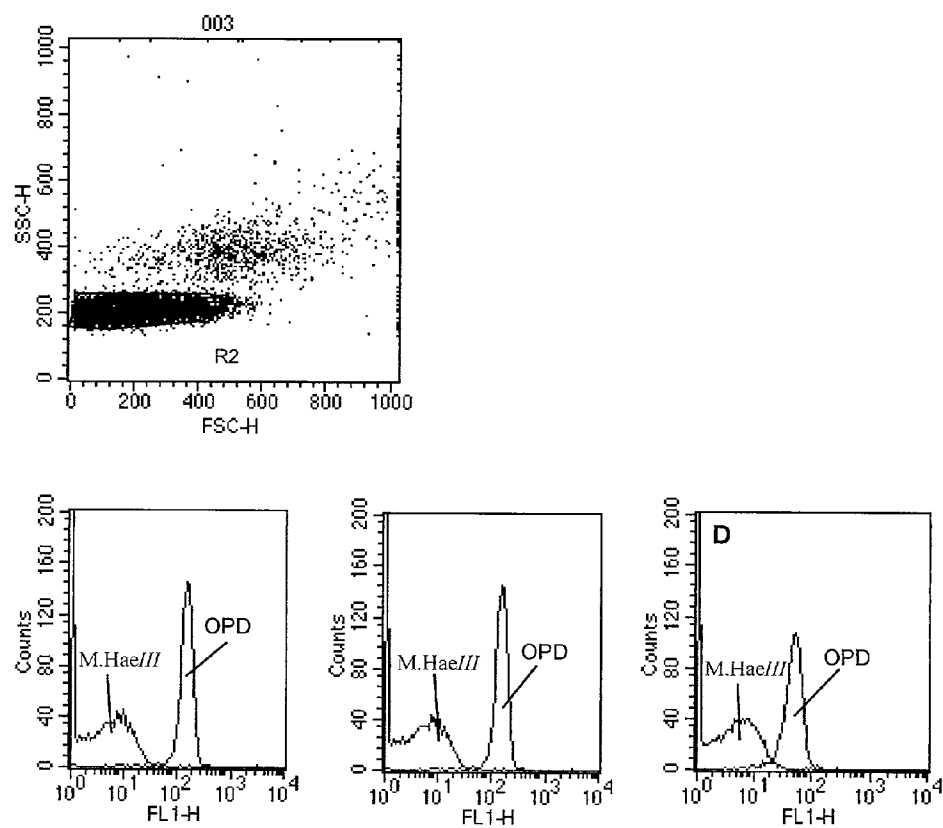 003
1000
800
600
400
200
0
SSC-H
R2
0 200 400 600 800 1000
FSC-H
200
160
120
80
40
0
Counts
M.HaeIII
OPD
10^0 10^1 10^2 10^3 10^4
FL1-H
200
160
120
80
40
0
Counts
M.HaeIII
OPD
10^0 10^1 10^2 10^3 10^4
FL1-H
D
200
160
120
80
40
0
Counts
M.HaeIII
OPD
10^0 10^1 10^2 10^3 10^4
FL1-H